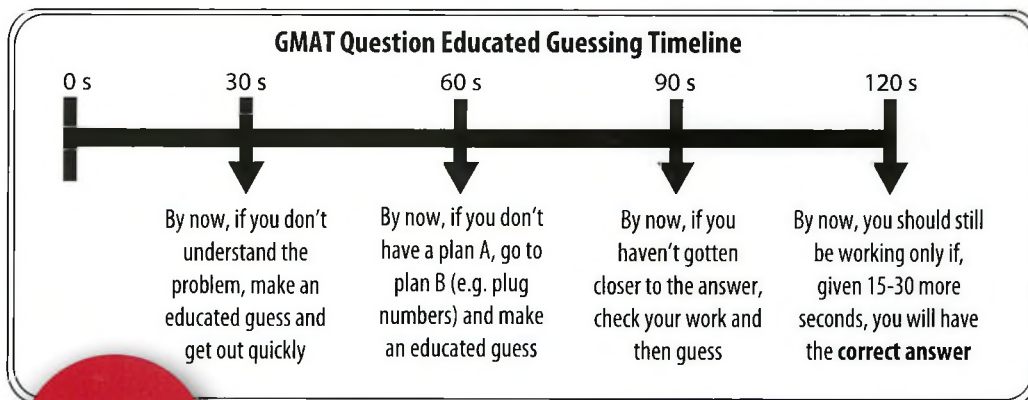 GMAT Question Educated Guessing Timeline
0 s
30 s
60 s
90 s
120 s
By now, if you don't
understand the
problem, make an
educated guess and
get out quickly
By now, if you don't
have a plan A, go to
plan B (e.g. plug
numbers) and make
an educated guess
By now, if you
haven't gotten
closer to the answer,
check your work and
then guess
By now, you should still
be working only if,
given 15-30 more
seconds, you will have
the correct answer